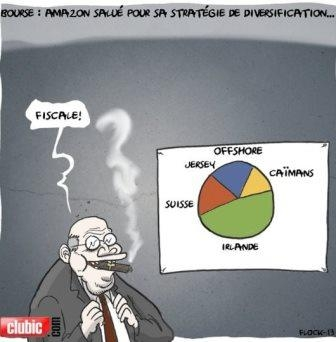 BOURSE : AMAZON SALUÉ POUR SA STRATÉGIE DE DIVERSIFICATION...
FISCALE!
OFFSHORE
JERSEY
CAÏMANS
SUISSE
IRLANDE
clubic.com
FLOCK-13